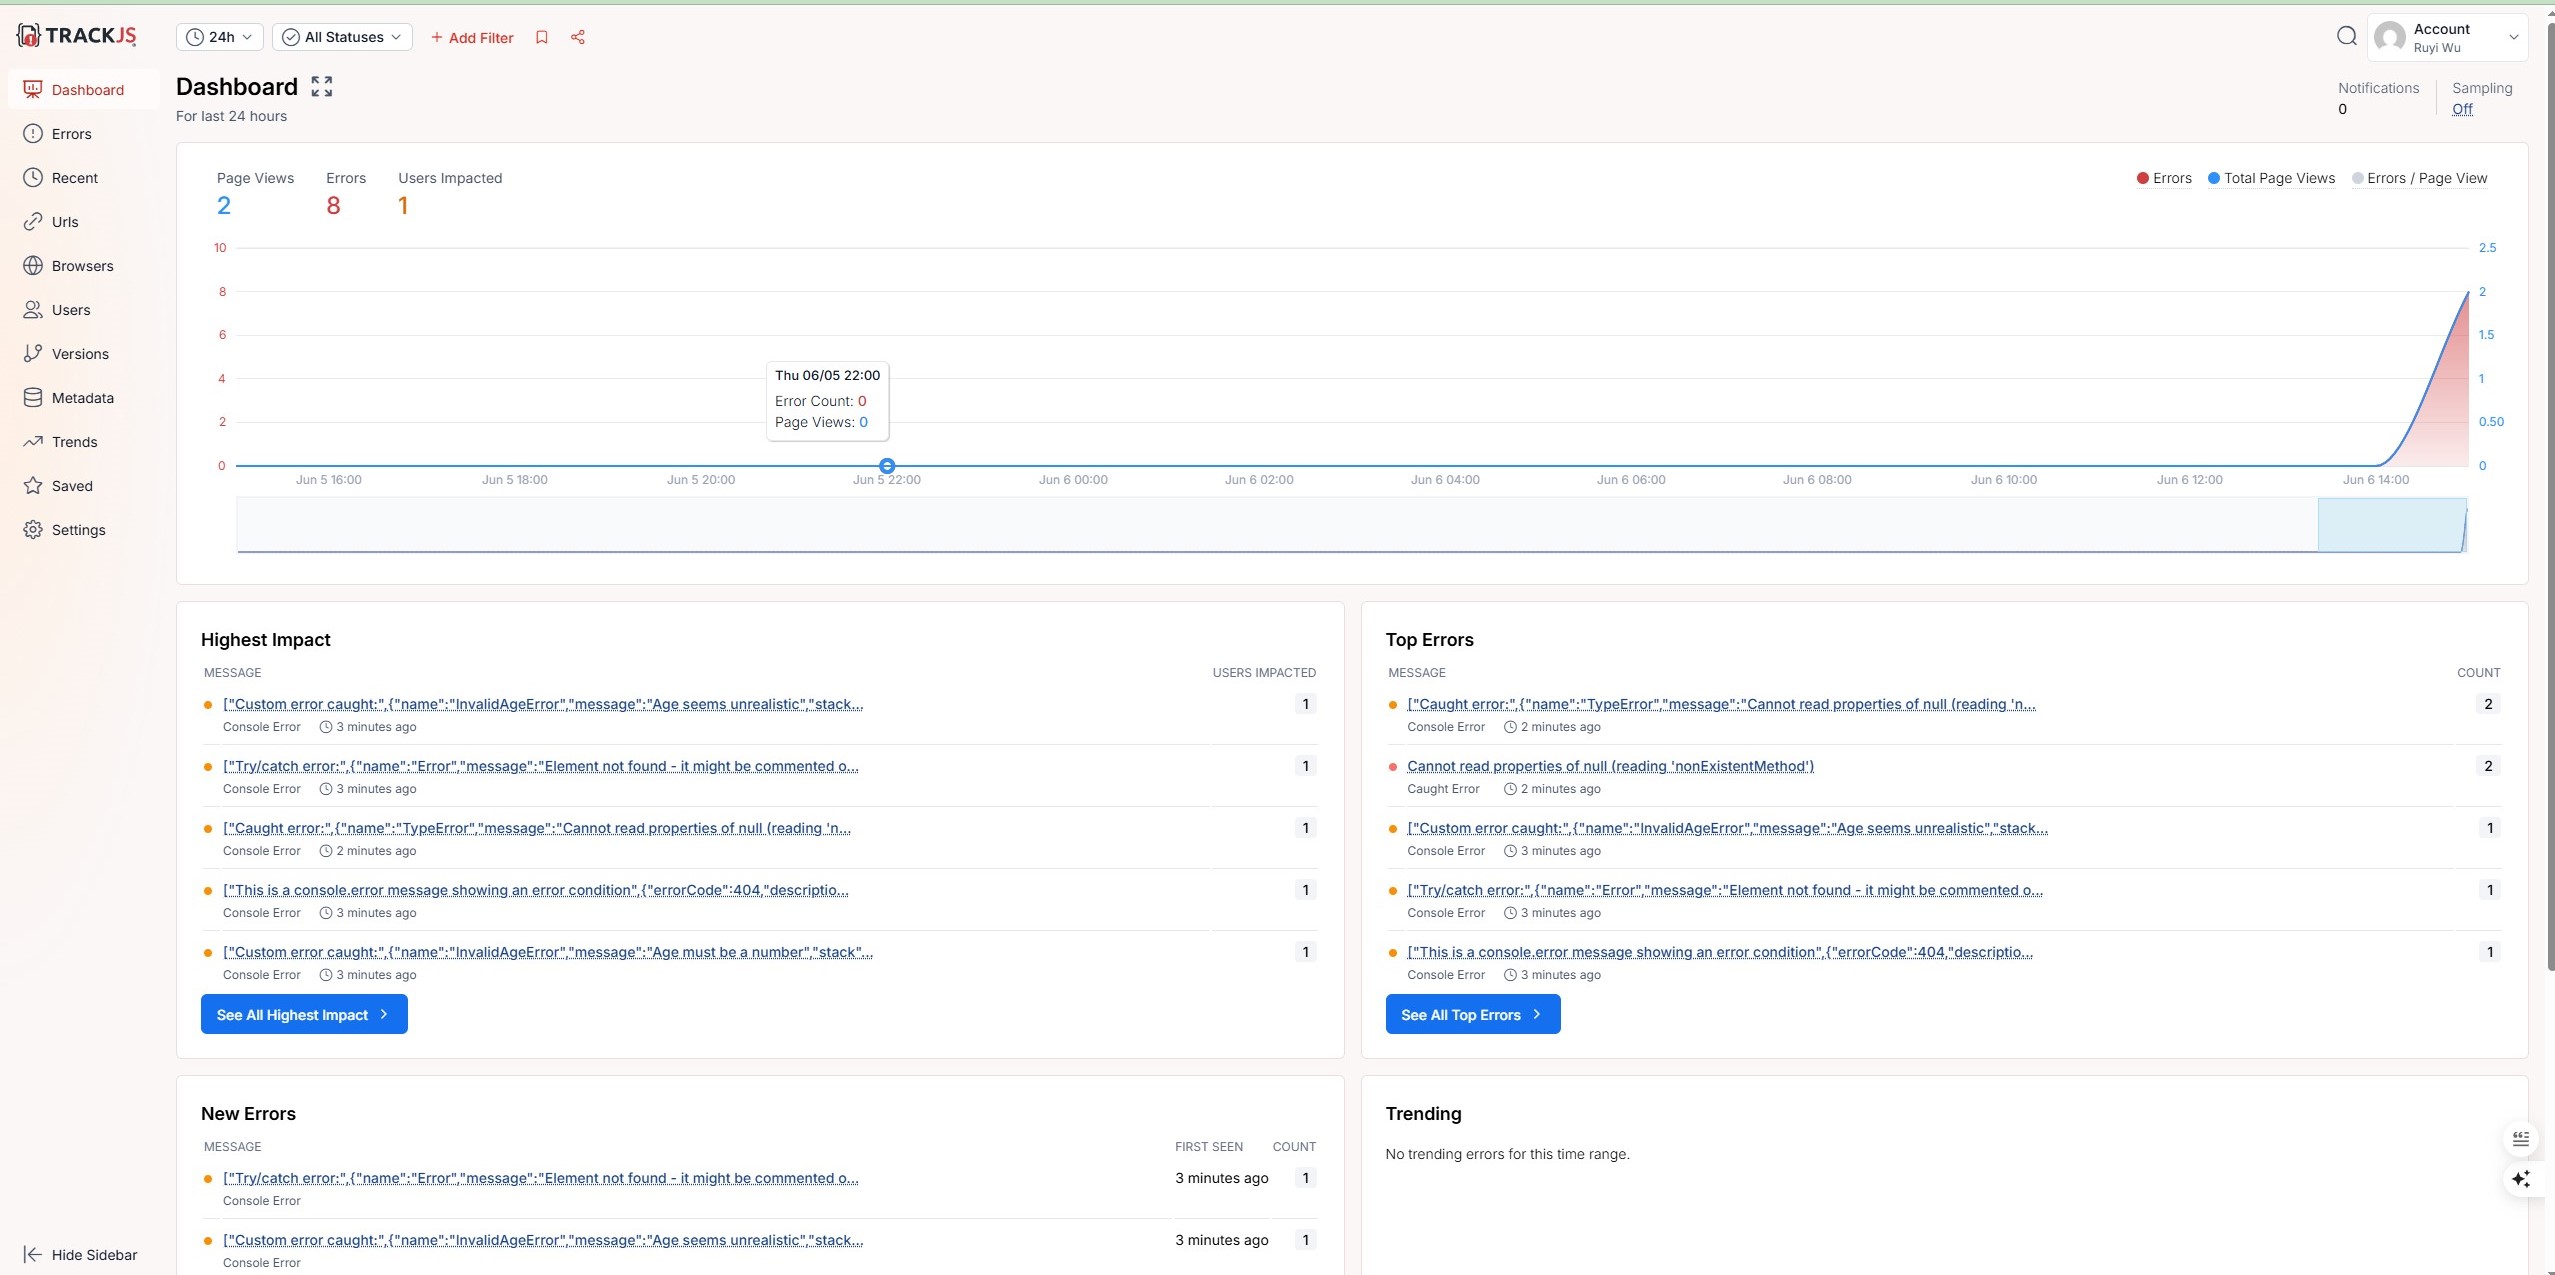 TRACKJS
24h
All Statuses
+ Add Filter
Account
Ruyi Wu
Dashboard
Errors
Recent
Urls
Browsers
Users
Versions
Metadata
Trends
Saved
Settings
Hide Sidebar
Dashboard
For last 24 hours
Notifications
0
Sampling
Off
Page Views
2
Errors
8
Users Impacted
1
Errors
Total Page Views
Errors / Page View
10
8
6
4
2
0
2.5
2
1.5
1
0.50
0
Thu 06/05 22:00
Error Count: 0
Page Views: 0
Jun 5 16:00
Jun 5 18:00
Jun 5 20:00
Jun 5 22:00
Jun 6 00:00
Jun 6 02:00
Jun 6 04:00
Jun 6 06:00
Jun 6 08:00
Jun 6 10:00
Jun 6 12:00
Jun 6 14:00
Highest Impact
MESSAGE USERS IMPACTED
["Custom error caught:",{"name":"InvalidAgeError","message":"Age seems unrealistic","stack... 1
Console Error 3 minutes ago
["Try/catch error:",{"name":"Error","message":"Element not found - it might be commented o... 1
Console Error 3 minutes ago
["Caught error:",{"name":"TypeError","message":"Cannot read properties of null (reading 'n... 1
Console Error 2 minutes ago
["This is a console.error message showing an error condition",{"errorCode":404,"descriptio... 1
Console Error 3 minutes ago
["Custom error caught:",{"name":"InvalidAgeError","message":"Age must be a number","stack"... 1
Console Error 3 minutes ago
See All Highest Impact
Top Errors
MESSAGE COUNT
["Caught error:",{"name":"TypeError","message":"Cannot read properties of null (reading 'n... 2
Console Error 2 minutes ago
Cannot read properties of null (reading 'nonExistentMethod') 2
Caught Error 2 minutes ago
["Custom error caught:",{"name":"InvalidAgeError","message":"Age seems unrealistic","stack... 1
Console Error 3 minutes ago
["Try/catch error:",{"name":"Error","message":"Element not found - it might be commented o... 1
Console Error 3 minutes ago
["This is a console.error message showing an error condition",{"errorCode":404,"descriptio... 1
Console Error 3 minutes ago
See All Top Errors
New Errors
MESSAGE FIRST SEEN COUNT
["Try/catch error:",{"name":"Error","message":"Element not found - it might be commented o... 3 minutes ago 1
Console Error
["Custom error caught:",{"name":"InvalidAgeError","message":"Age seems unrealistic","stack... 3 minutes ago 1
Console Error
Trending
No trending errors for this time range.